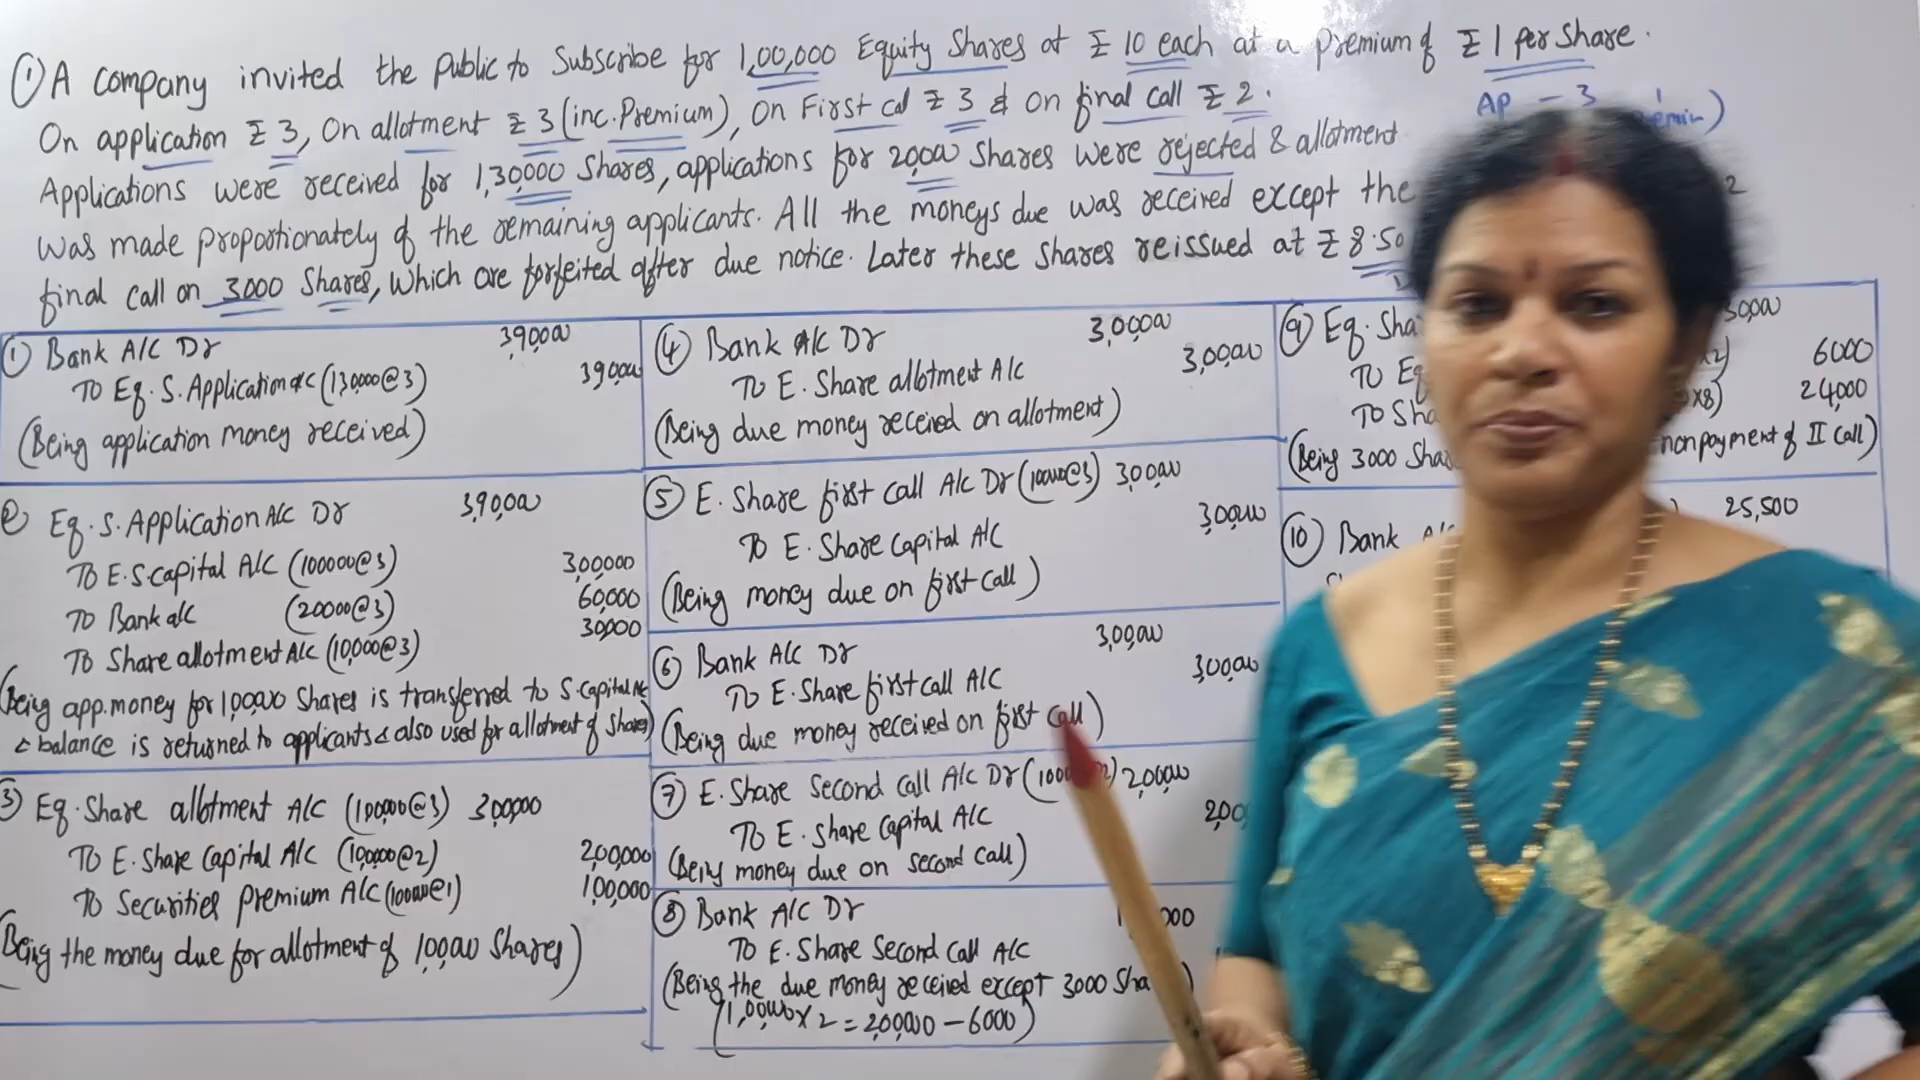 ① A company invited the public to Subscribe for 1,00,000 Equity Shares at ₹ 10 each at a premium of ₹ 1 per Share.
On application ₹ 3, On allotment ₹ 3 (inc. Premium), On First call ₹ 3 & on final call ₹ 2.
Ap - 3
Applications were received for 1,30,000 Shares, applications for 20,000 Shares were rejected & allotment
was made proportionately of the remaining applicants. All the moneys due was received except the
2
final call on 3000 Shares, which are forfeited after due notice. Later these Shares reissued at ₹ 8.50
① Bank A/C Dr 3,90,000
To Eq. S. Application A/C (1,30,000@3) 3,90,000
(Being application money received)
Eq. S. Application A/C Dr 3,90,000
To E.S. capital A/C (100000@3) 3,00,000
To Bank a/c (20000@3) 60,000
To Share allotment A/C (10,000@3) 30,000
(Being app. money for 1,00,000 Shares is transferred to S. Capital A/c
& balance is returned to applicants & also used for allotment of Shares)
3 Eq. Share allotment A/C (1,00,000@3) 3,00,000
To E. Share Capital A/C (1,00,000@2) 2,00,000
To Securities premium A/C (100000@1) 1,00,000
(Being the money due for allotment of 1,00,000 Shares)
④ Bank A/C Dr 3,00,000
To E. Share allotment A/C 3,00,000
(Being due money received on allotment)
⑤ E. Share first call A/C Dr (100000@3) 3,00,000
To E. Share Capital A/C 3,00,000
(Being money due on first call)
⑥ Bank A/C Dr 3,00,000
To E. Share first call A/C 3,00,000
(Being due money received on first call)
⑦ E. Share Second call A/C Dr 2,00,000
To E. Share Capital A/C
(Being money due on second call)
⑧ Bank A/C Dr
To E. Share Second call A/C
(Being the due money received except 3000
(1,00,000 x 2 = 2,00,000 - 6000)
⑨ Eq.
To
6000
To x8) 24,000
(Being 3000 nonpayment of II call)
⑩ Bank 25,500